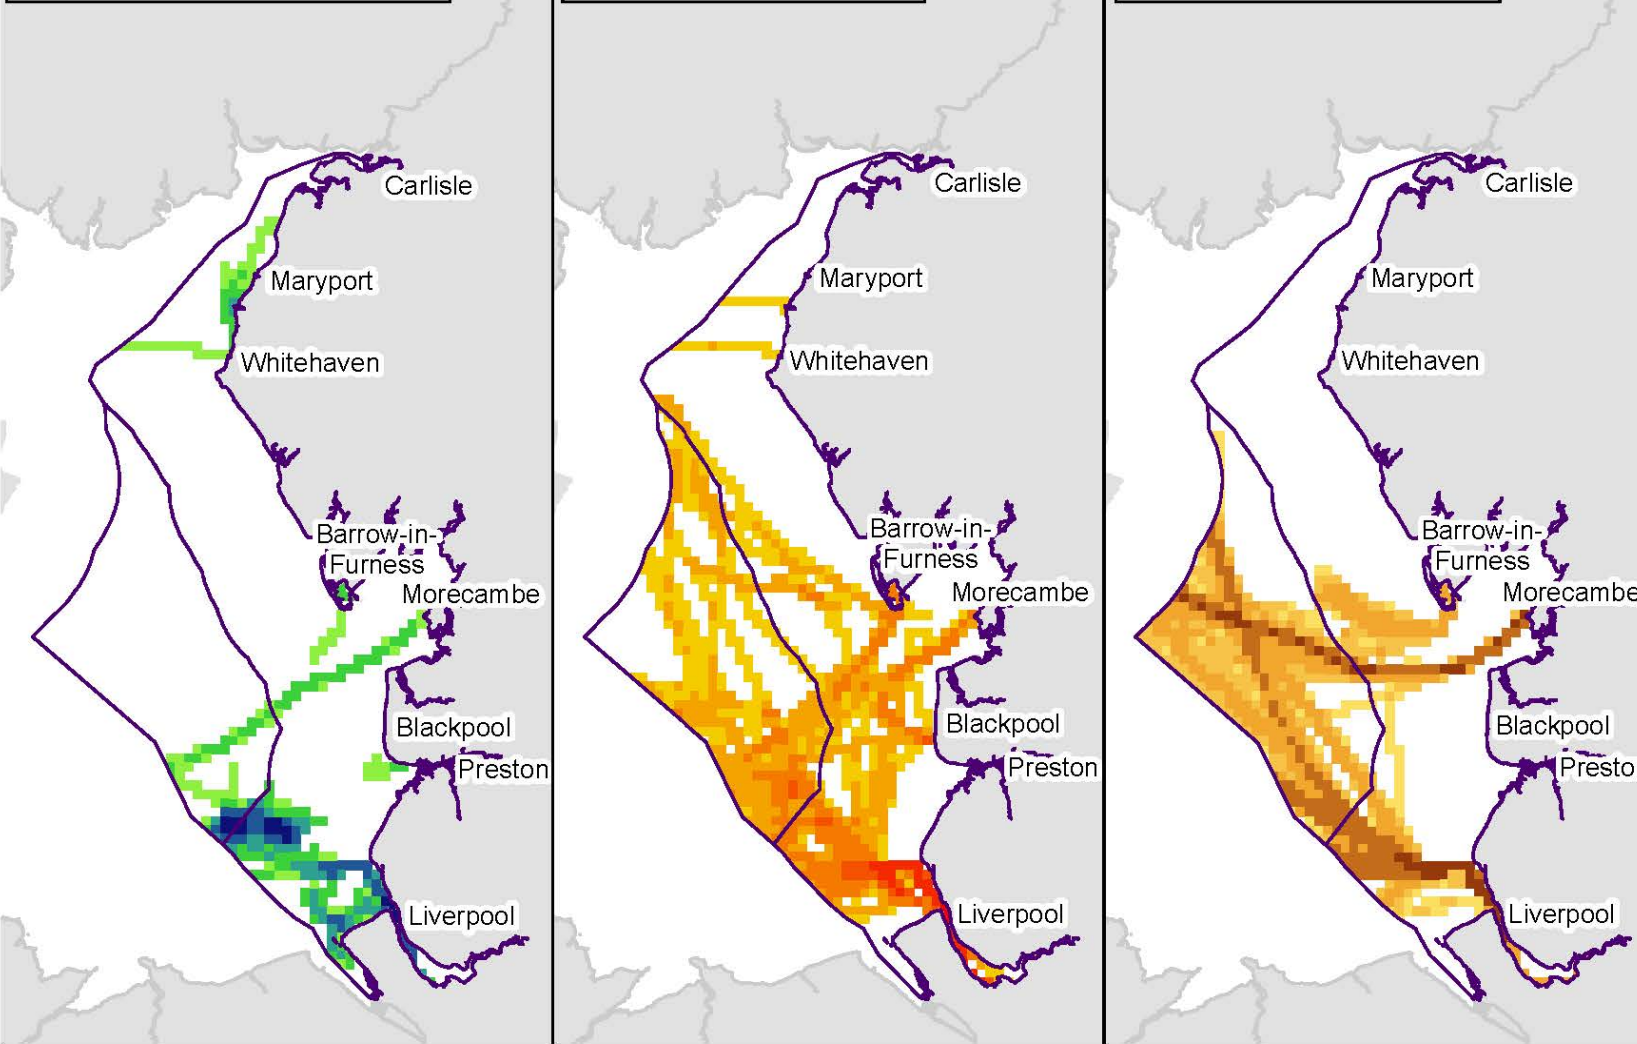 Carlisle
Maryport
Whitehaven
Barrow-in-
Furness
Morecambe
Blackpool
Preston
Liverpool
Carlisle
Maryport
Whitehaven
Barrow-in-
Furness
Morecambe
Blackpool
Preston
Liverpool
Carlisle
Maryport
Whitehaven
Barrow-in-
Furness
Morecambe
Blackpool
Presto
Liverpool